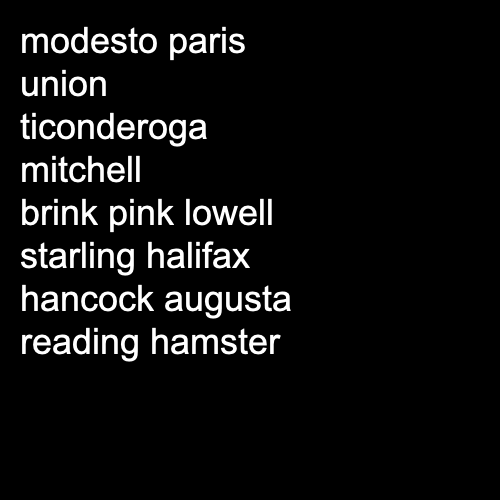 modesto paris
union
ticonderoga
mitchell
brink pink lowell
starling halifax
hancock augusta
reading hamster